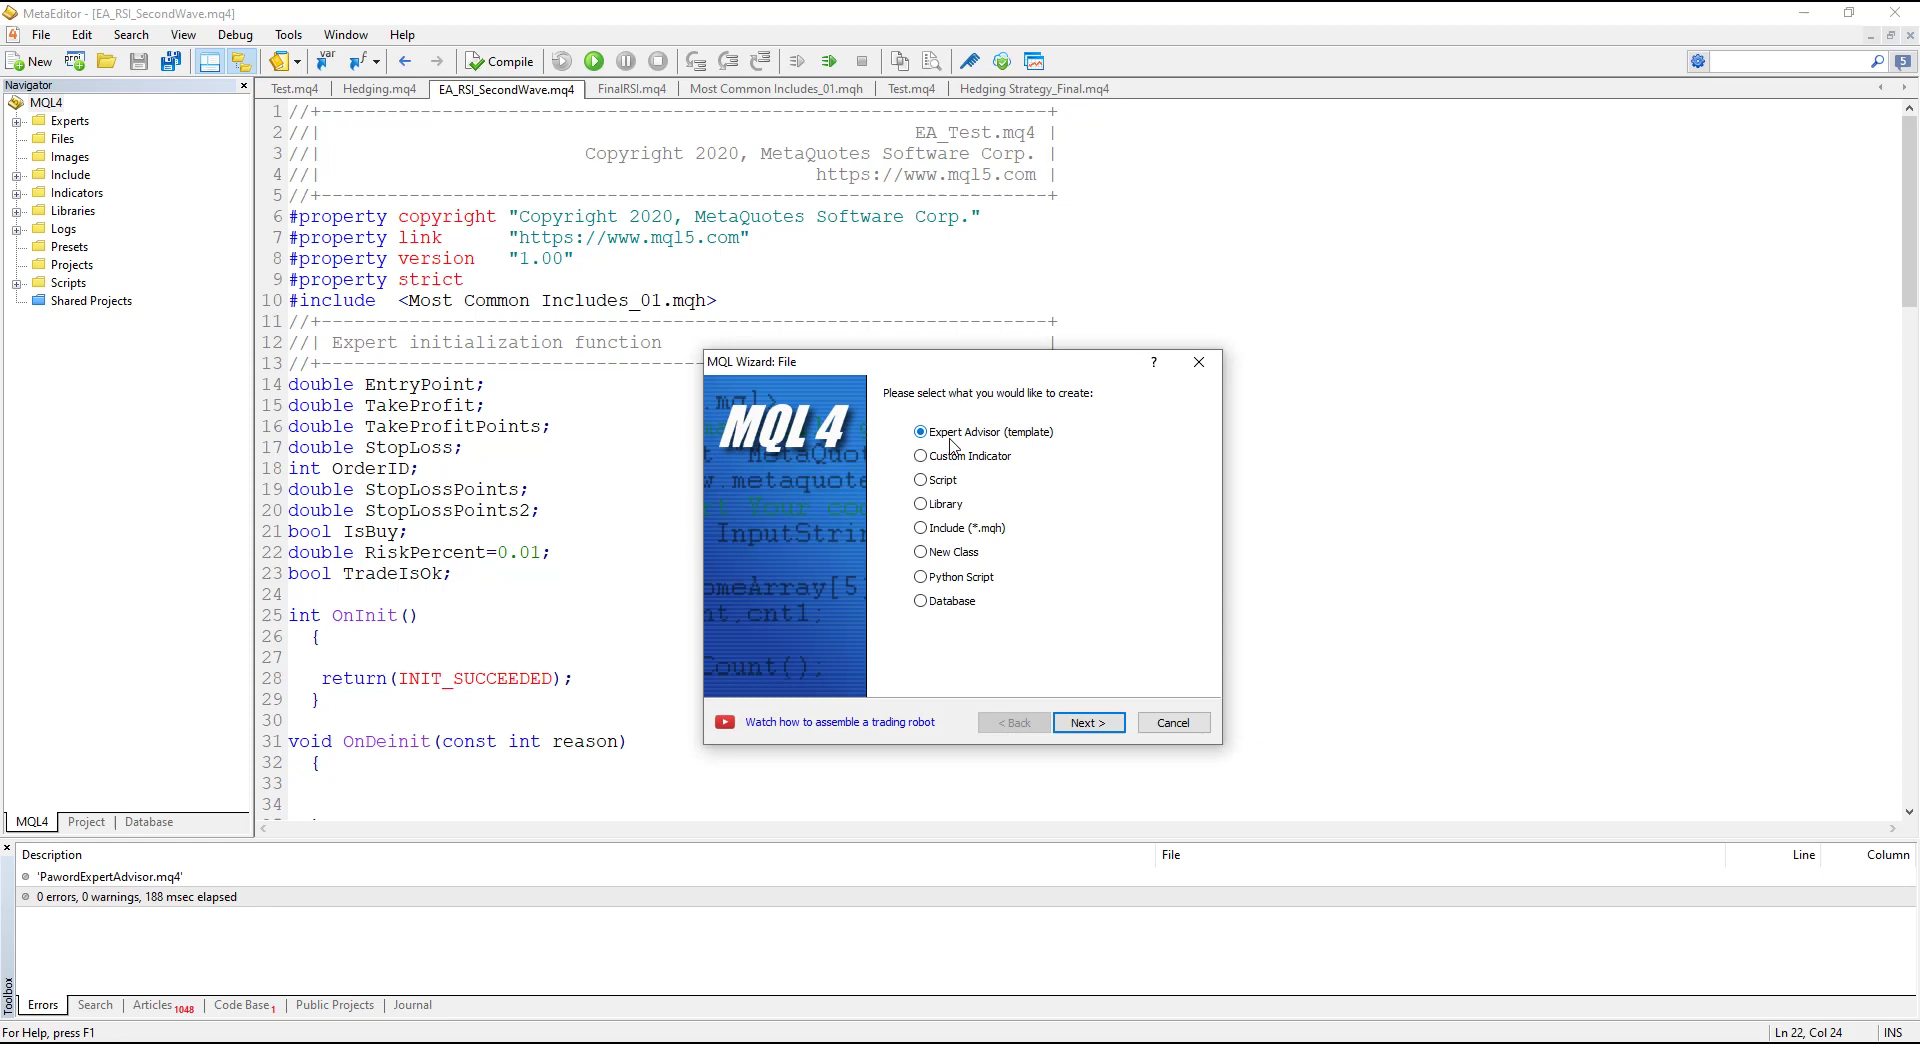 MetaEditor - [EA_RSI_SecondWave.mq4]
File Edit Search View Debug Tools Window Help
New Compile 5
Navigator
MQL4
Experts
Files
Images
Include
Indicators
Libraries
Logs
Presets
Projects
Scripts
Shared Projects
MQL4 Project Database
Test.mq4 Hedging.mq4 EA_RSI_SecondWave.mq4 FinalRSI.mq4 Most Common Includes_01.mqh Test.mq4 Hedging Strategy_Final.mq4
1 //+------------------------------------------------------------------+
2 //| EA_Test.mq4 |
3 //| Copyright 2020, MetaQuotes Software Corp. |
4 //| https://www.mql5.com |
5 //+------------------------------------------------------------------+
6 #property copyright "Copyright 2020, MetaQuotes Software Corp."
7 #property link "https://www.mql5.com"
8 #property version "1.00"
9 #property strict
10 #include <Most Common Includes_01.mqh>
11 //+------------------------------------------------------------------+
12 //| Expert initialization function |
13 //+-----------------------------------
14 double EntryPoint;
15 double TakeProfit;
16 double TakeProfitPoints;
17 double StopLoss;
18 int OrderID;
19 double StopLossPoints;
20 double StopLossPoints2;
21 bool IsBuy;
22 double RiskPercent=0.01;
23 bool TradeIsOk;
24
25 int OnInit()
26 {
27
28 return(INIT_SUCCEEDED);
29 }
30
31 void OnDeinit(const int reason)
32 {
33
34
MQL Wizard: File ?
MQL 4
Please select what you would like to create:
Expert Advisor (template)
Custom Indicator
Script
Library
Include (*.mqh)
New Class
Python Script
Database
Watch how to assemble a trading robot < Back Next > Cancel
Description File Line Column
'PawordExpertAdvisor.mq4'
0 errors, 0 warnings, 188 msec elapsed
Toolbox
Errors Search Articles 1048 Code Base 1 Public Projects Journal
For Help, press F1 Ln 22, Col 24 INS